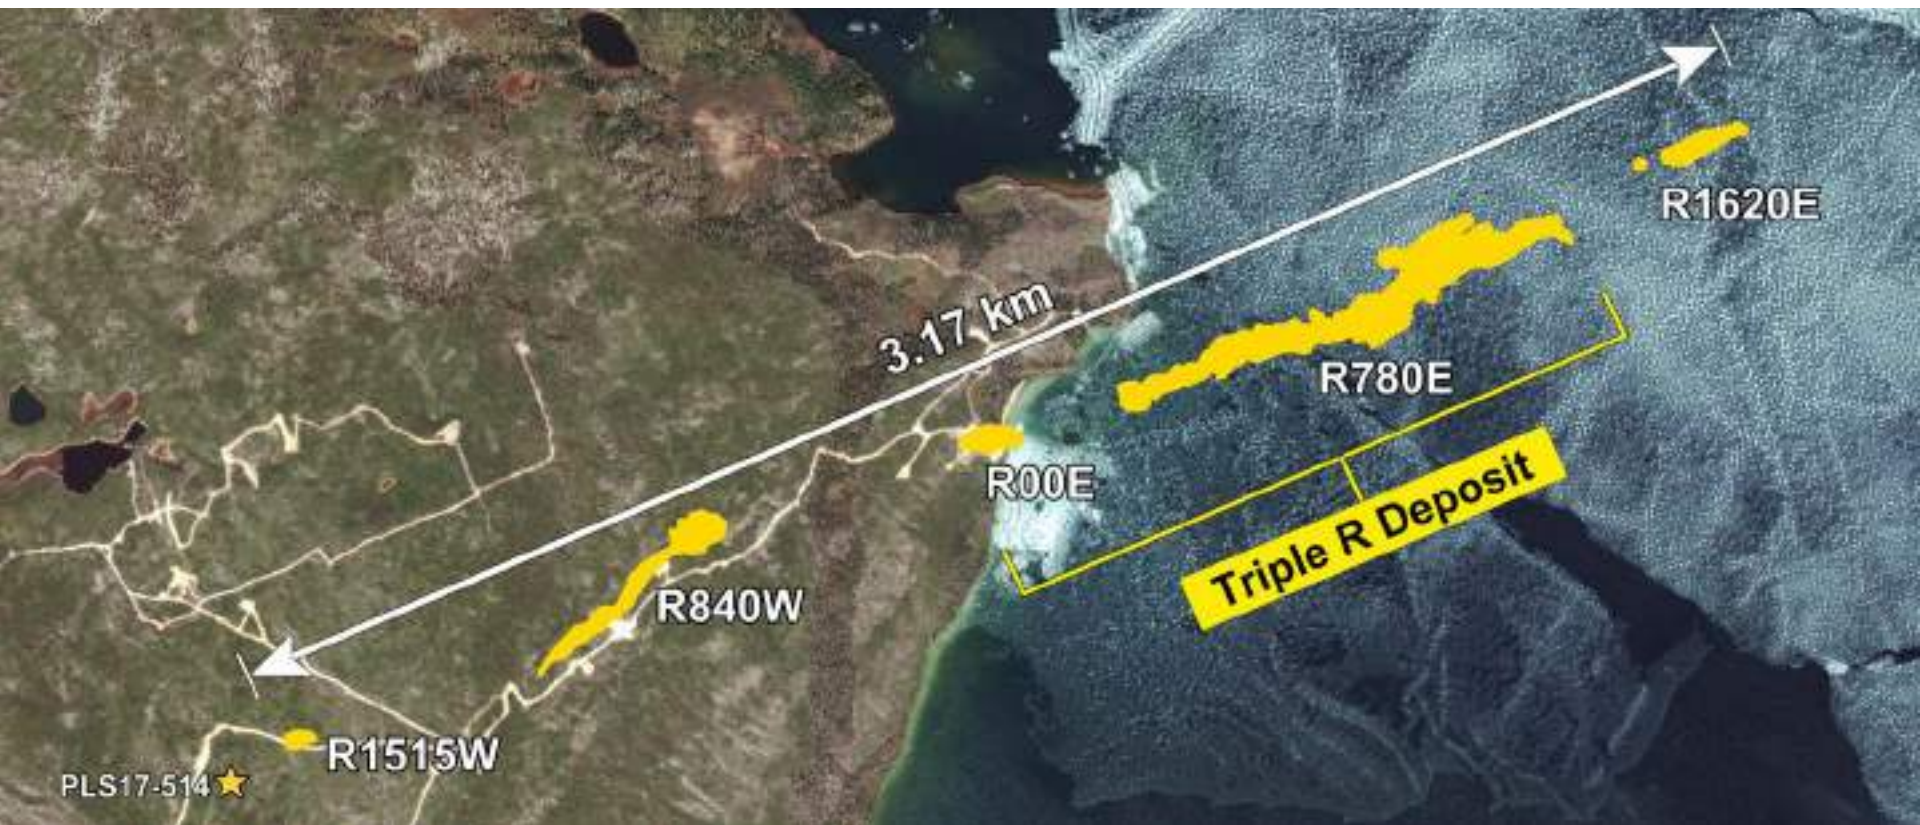 R1620E
3.17 km
R780E
R00E
Triple R Deposit
R840W
R1515W
PLS17-514